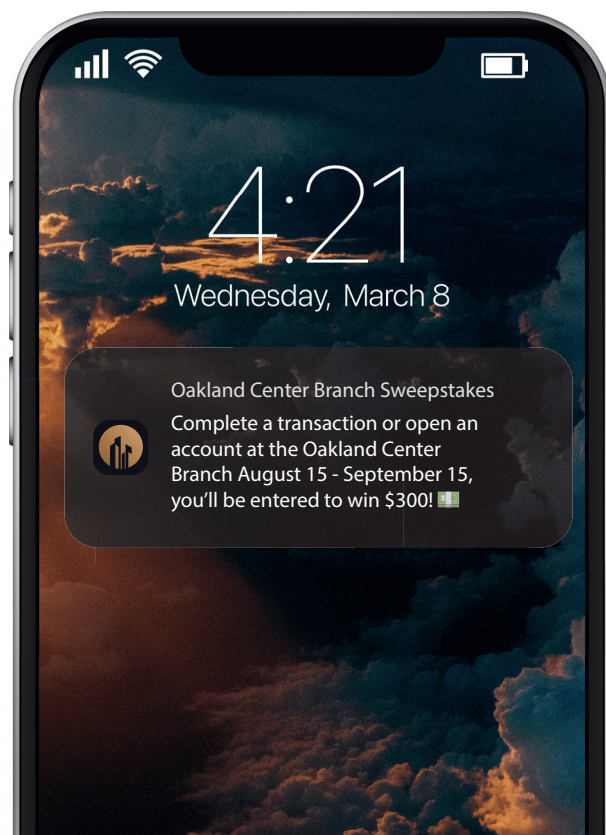 4:21
Wednesday, March 8
Oakland Center Branch Sweepstakes
Complete a transaction or open an
account at the Oakland Center
Branch August 15 - September 15,
you'll be entered to win $300! 💵